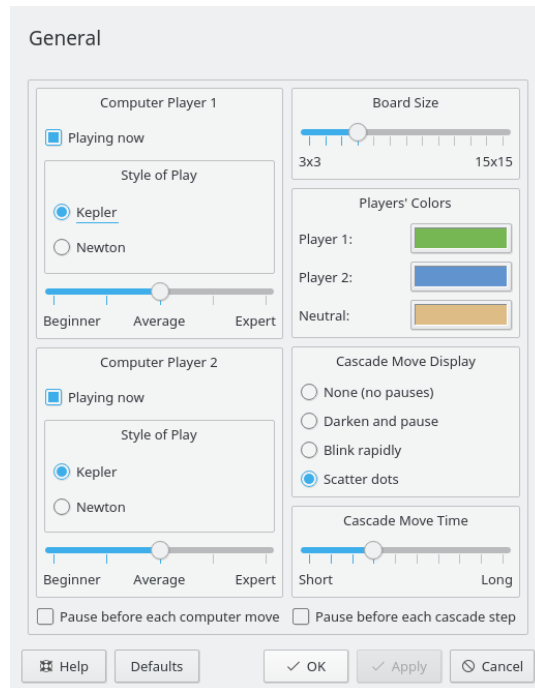 General
Computer Player 1
Playing now
Style of Play
Kepler
Newton
Beginner Average Expert
Computer Player 2
Playing now
Style of Play
Kepler
Newton
Beginner Average Expert
Pause before each computer move
Board Size
3x3 15x15
Players' Colors
Player 1:
Player 2:
Neutral:
Cascade Move Display
None (no pauses)
Darken and pause
Blink rapidly
Scatter dots
Cascade Move Time
Short Long
Pause before each cascade step
Help Defaults OK Apply Cancel